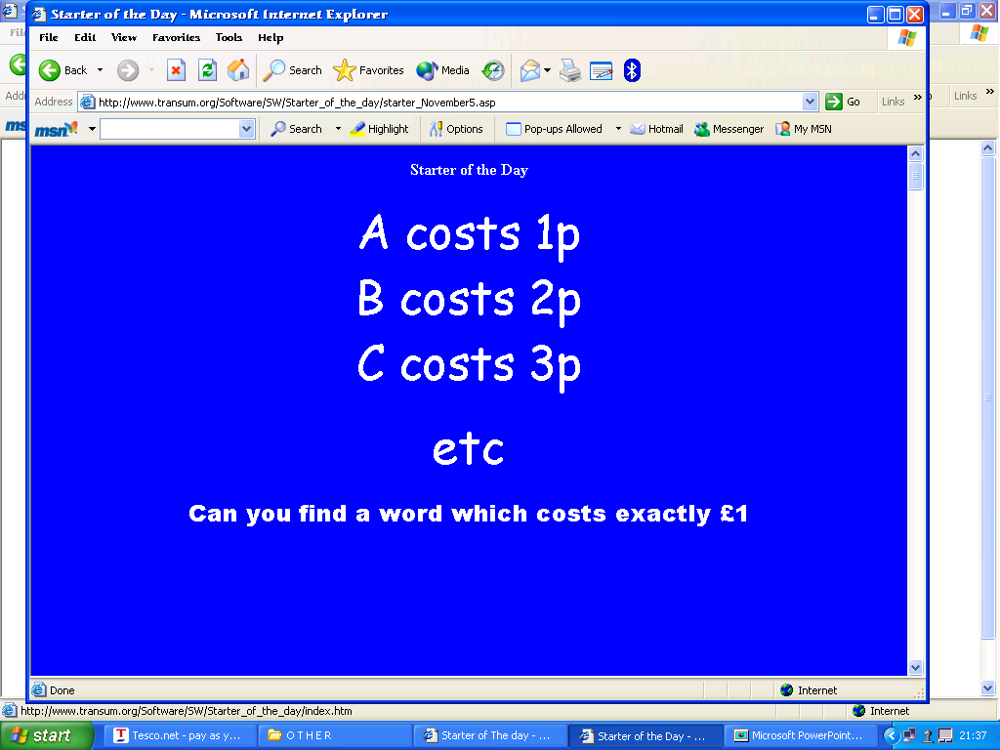 Starter of the Day - Microsoft Internet Explorer
File Edit View Favorites Tools Help
Back Search Favorites Media
Address http://www.transum.org/Software/SW/Starter_of_the_day/starter_November5.asp Go Links »
msn Search Highlight Options Pop-ups Allowed Hotmail Messenger My MSN
Starter of the Day
A costs 1p
B costs 2p
C costs 3p
etc
Can you find a word which costs exactly £1
Done Internet
http://www.transum.org/Software/SW/Starter_of_the_day/index.htm Internet
start Tesco.net - pay as y... O T H E R Starter of The day - ... Starter of the Day - ... Microsoft PowerPoint... 21:37
Links »